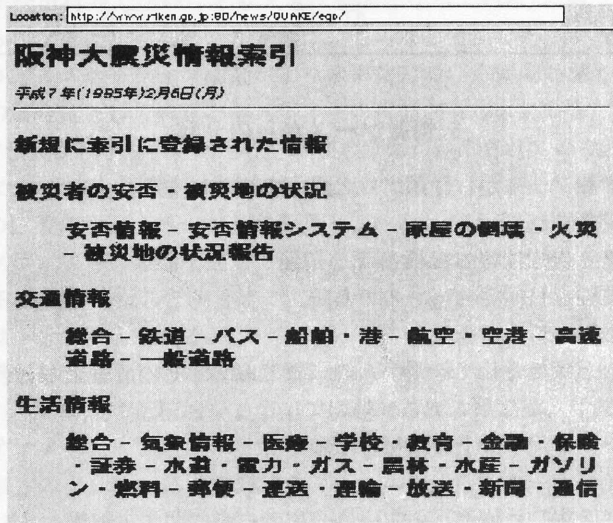 Location: http://www.riken.go.jp:80/news/QUAKE/eqp/
阪神大震災情報索引
平成7年(1995年)2月6日(月)
新規に索引に登録された情報
被災者の安否・被災地の状況
安否情報 - 安否情報システム - 家屋の倒壊・火災
- 被災地の状況報告
交通情報
総合 - 鉄道 - バス - 船舶・港 - 航空・空港 - 高速
道路 - 一般道路
生活情報
総合 - 気象情報 - 医療 - 学校・教育 - 金融・保険
・証券 - 水道・電力・ガス - 農林・水産 - ガソリ
ン・燃料 - 郵便 - 運送・運輸 - 放送・新聞・通信